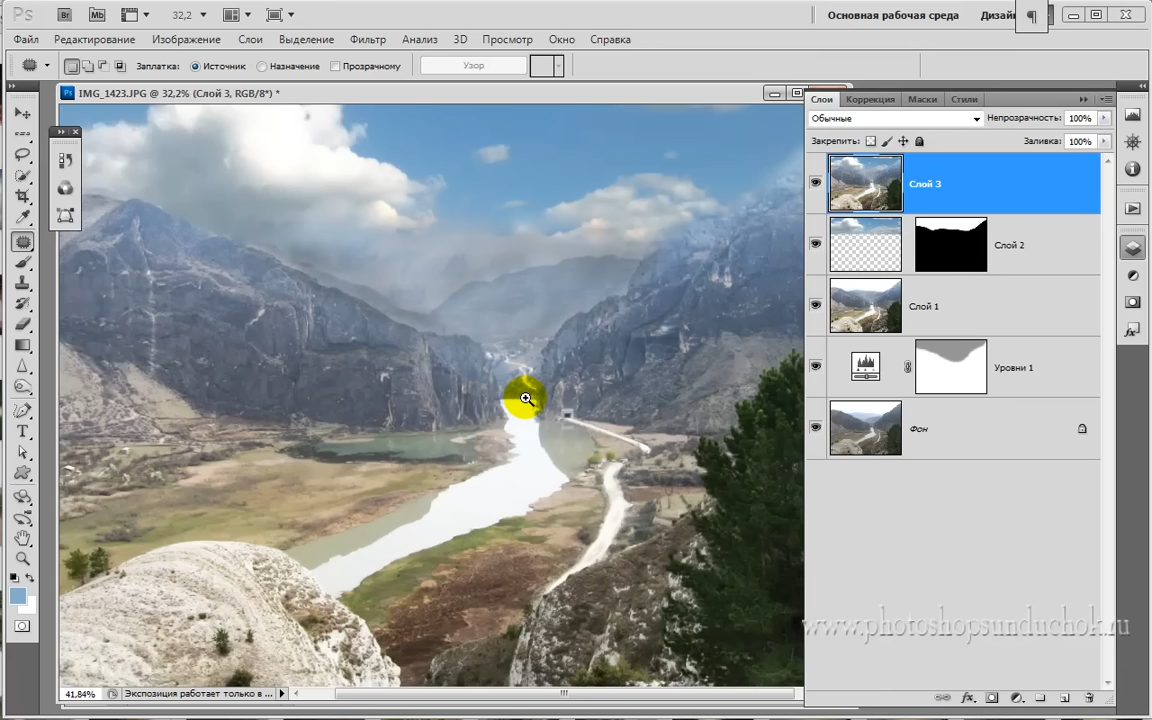 Ps Br Mb 32,2 Основная рабочая среда Дизайн
Файл Редактирование Изображение Слои Выделение Фильтр Анализ 3D Просмотр Окно Справка
Заплатка: Источник Назначение Прозрачному Узор
IMG_1423.JPG @ 32,2% (Слой 3, RGB/8*) *
Слои Коррекция Маски Стили
Обычные Непрозрачность: 100%
Закрепить: Заливка: 100%
Слой 3
Слой 2
Слой 1
Уровни 1
Фон
www.photoshopsunduchok.ru
41,84% Экспозиция работает только в ...